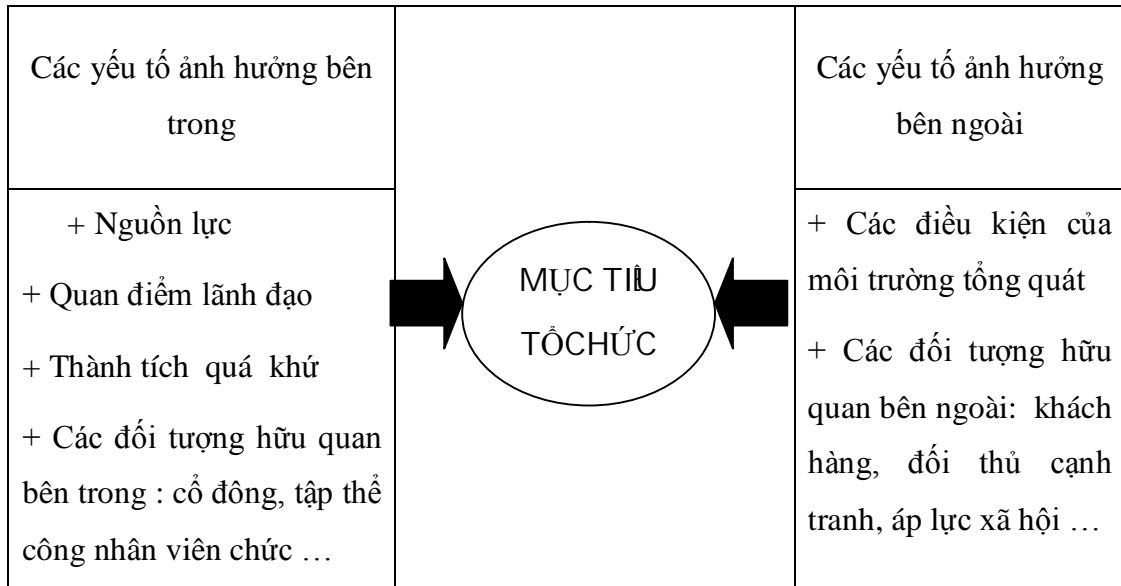 Các yếu tố ảnh hưởng bên
trong
+ Nguồn lực
+ Quan điểm lãnh đạo
+ Thành tích quá khứ
+ Các đối tượng hữu quan
bên trong : cổ đông, tập thể
công nhân viên chức …
MỤC TIÊU
TỔCHỨC
Các yếu tố ảnh hưởng
bên ngoài
+ Các điều kiện của
môi trường tổng quát
+ Các đối tượng hữu
quan bên ngoài: khách
hàng, đối thủ cạnh
tranh, áp lực xã hội …